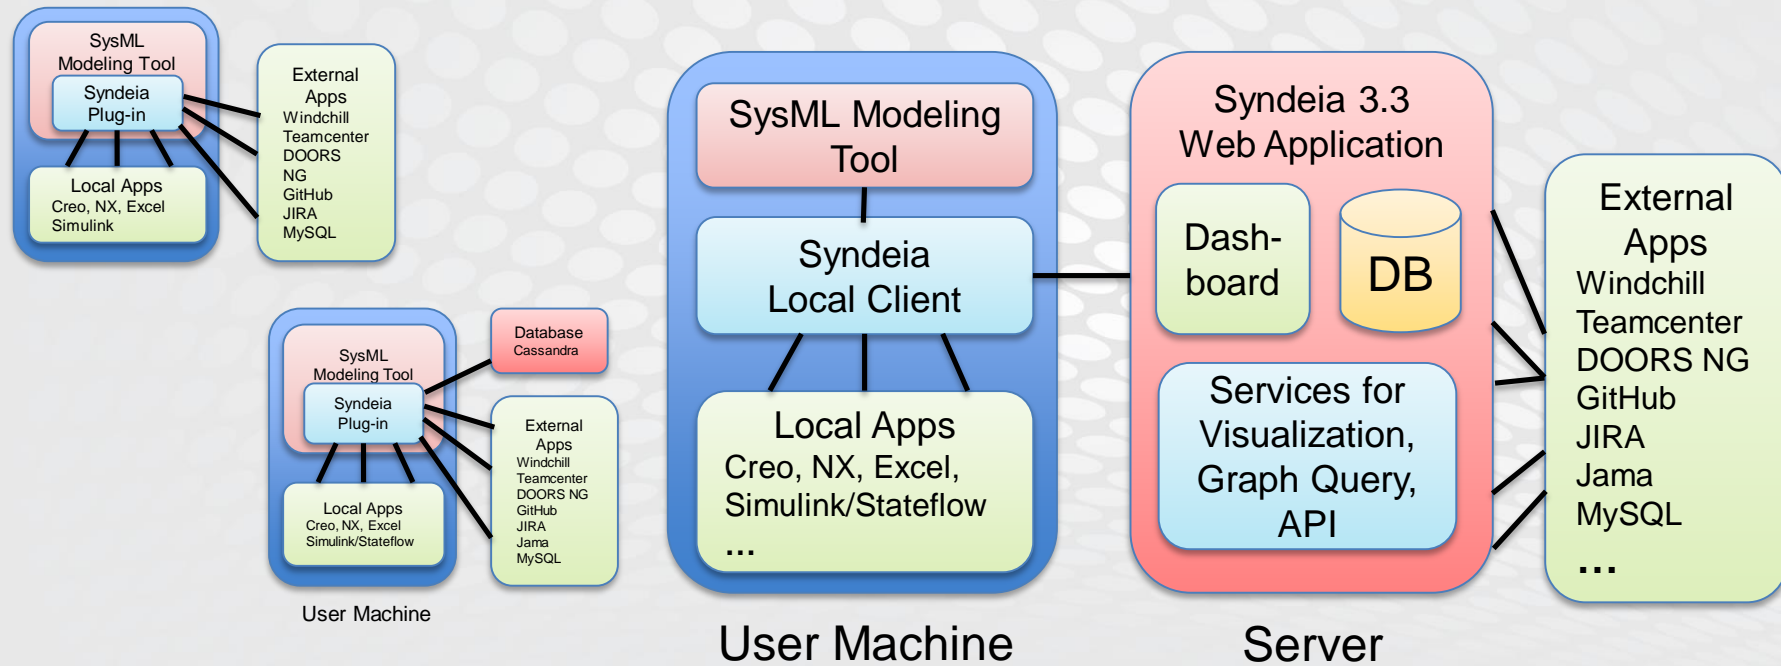 SysML
Modeling Tool
Syndeia
Plug-in
Local Apps
Creo, NX, Excel
Simulink
External
Apps
Windchill
Teamcenter
DOORS
NG
GitHub
JIRA
MySQL
SysML
Modeling Tool
Syndeia
Plug-in
Local Apps
Creo, NX, Excel
Simulink/Stateflow
User Machine
Database
Cassandra
External
Apps
Windchill
Teamcenter
DOORS NG
GitHub
JIRA
Jama
MySQL
SysML Modeling
Tool
Syndeia
Local Client
Local Apps
Creo, NX, Excel,
Simulink/Stateflow
...
User Machine
Syndeia 3.3
Web Application
Dash-
board
DB
Services for
Visualization,
Graph Query,
API
Server
External
Apps
Windchill
Teamcenter
DOORS NG
GitHub
JIRA
Jama
MySQL
...